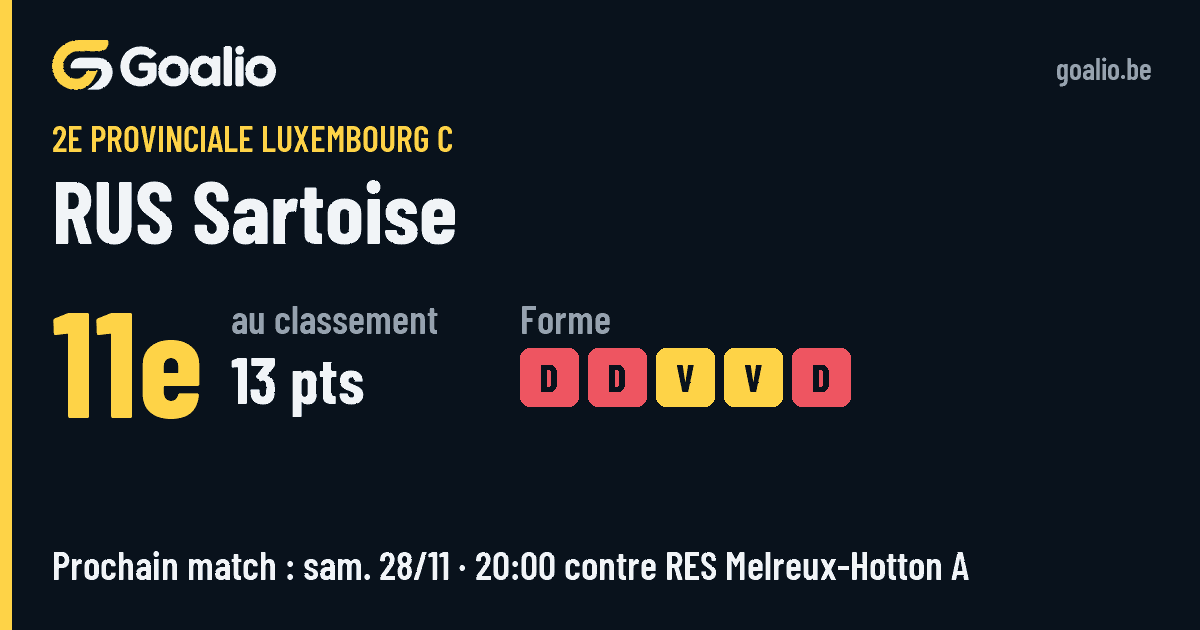 Goalio
goalio.be
2E PROVINCIALE LUXEMBOURG C
RUS Sartoise
11e
au classement
13 pts
Forme
D D V V D
Prochain match : sam. 28/11 · 20:00 contre RES Melreux-Hotton A